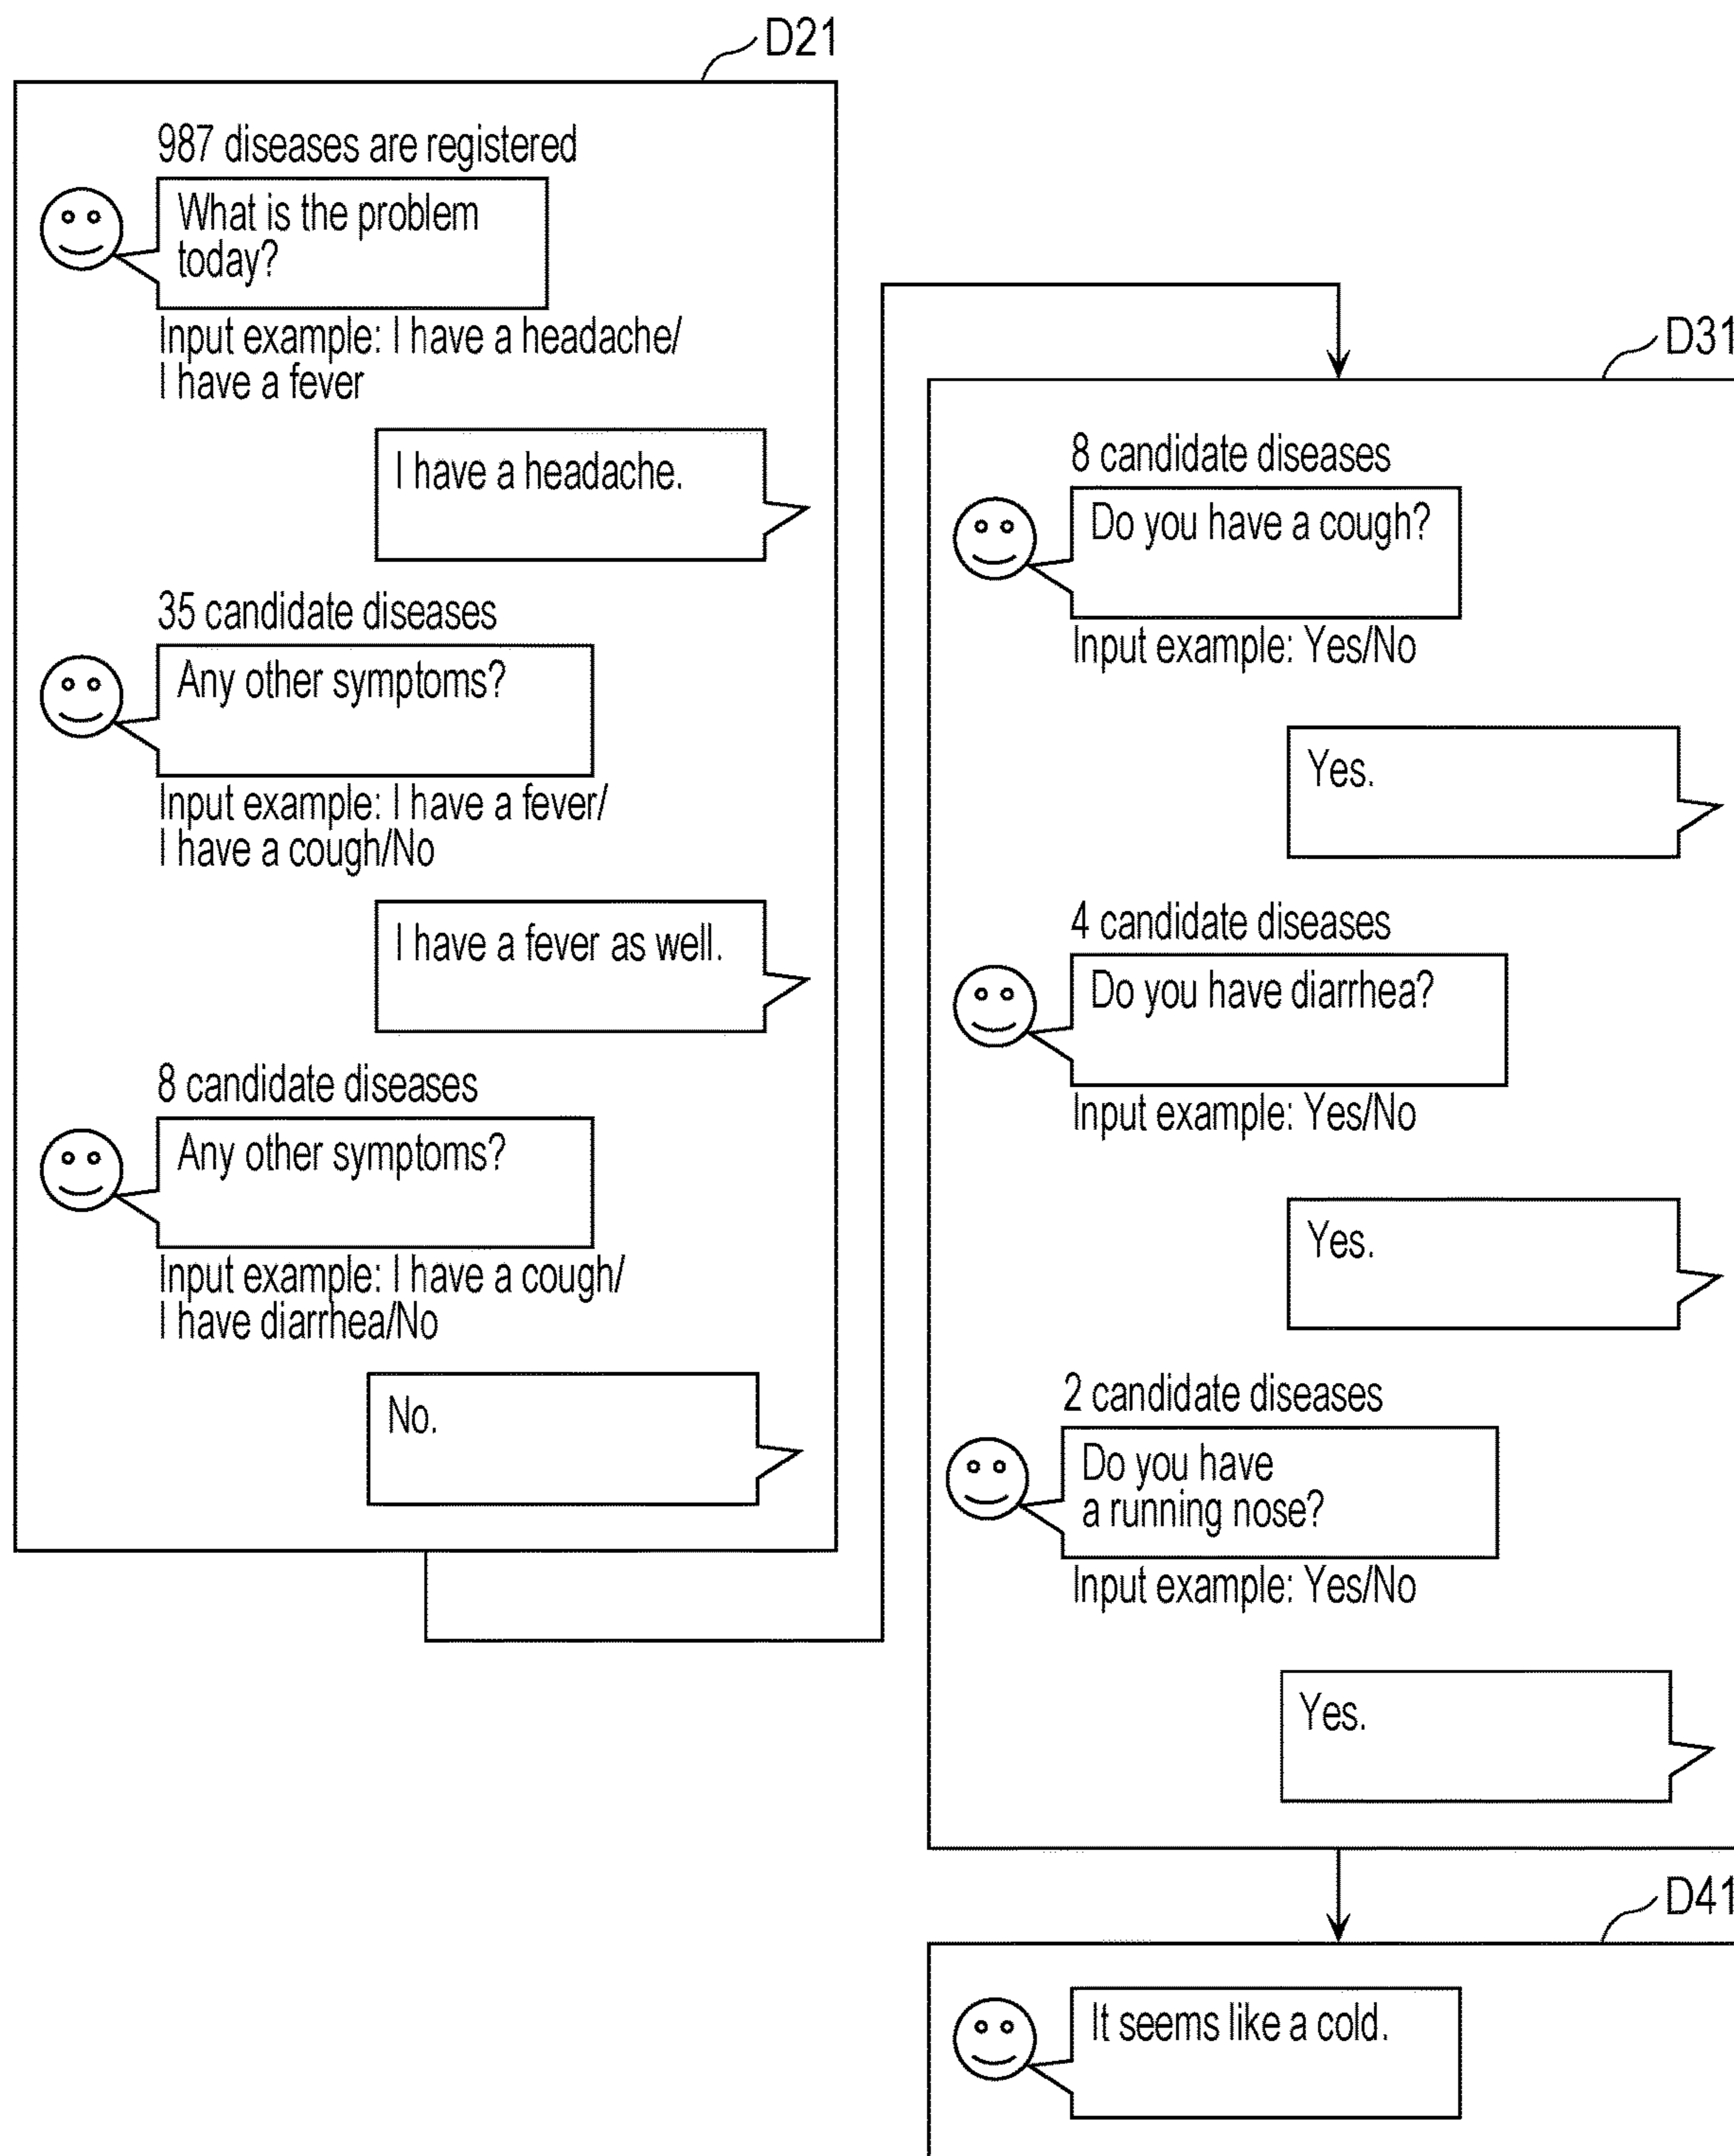 D21
987 diseases are registered
What is the problem
today?
Input example: I have a headache/
I have a fever
I have a headache.
35 candidate diseases
Any other symptoms?
Input example: I have a fever/
I have a cough/No
I have a fever as well.
8 candidate diseases
Any other symptoms?
Input example: I have a cough/
I have diarrhea/No
No.
D31
8 candidate diseases
Do you have a cough?
Input example: Yes/No
Yes.
4 candidate diseases
Do you have diarrhea?
Input example: Yes/No
Yes.
2 candidate diseases
Do you have
a running nose?
Input example: Yes/No
Yes.
D41
It seems like a cold.